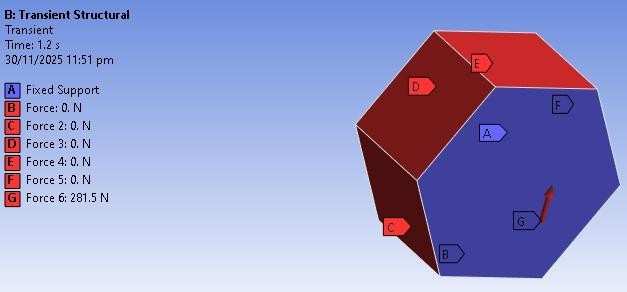 B: Transient Structural
Transient
Time: 1.2 s
30/11/2025 11:51 pm
A Fixed Support
B Force: 0. N
C Force 2: 0. N
D Force 3: 0. N
E Force 4: 0. N
F Force 5: 0. N
G Force 6: 281.5 N
E
D
F
A
G
C
B